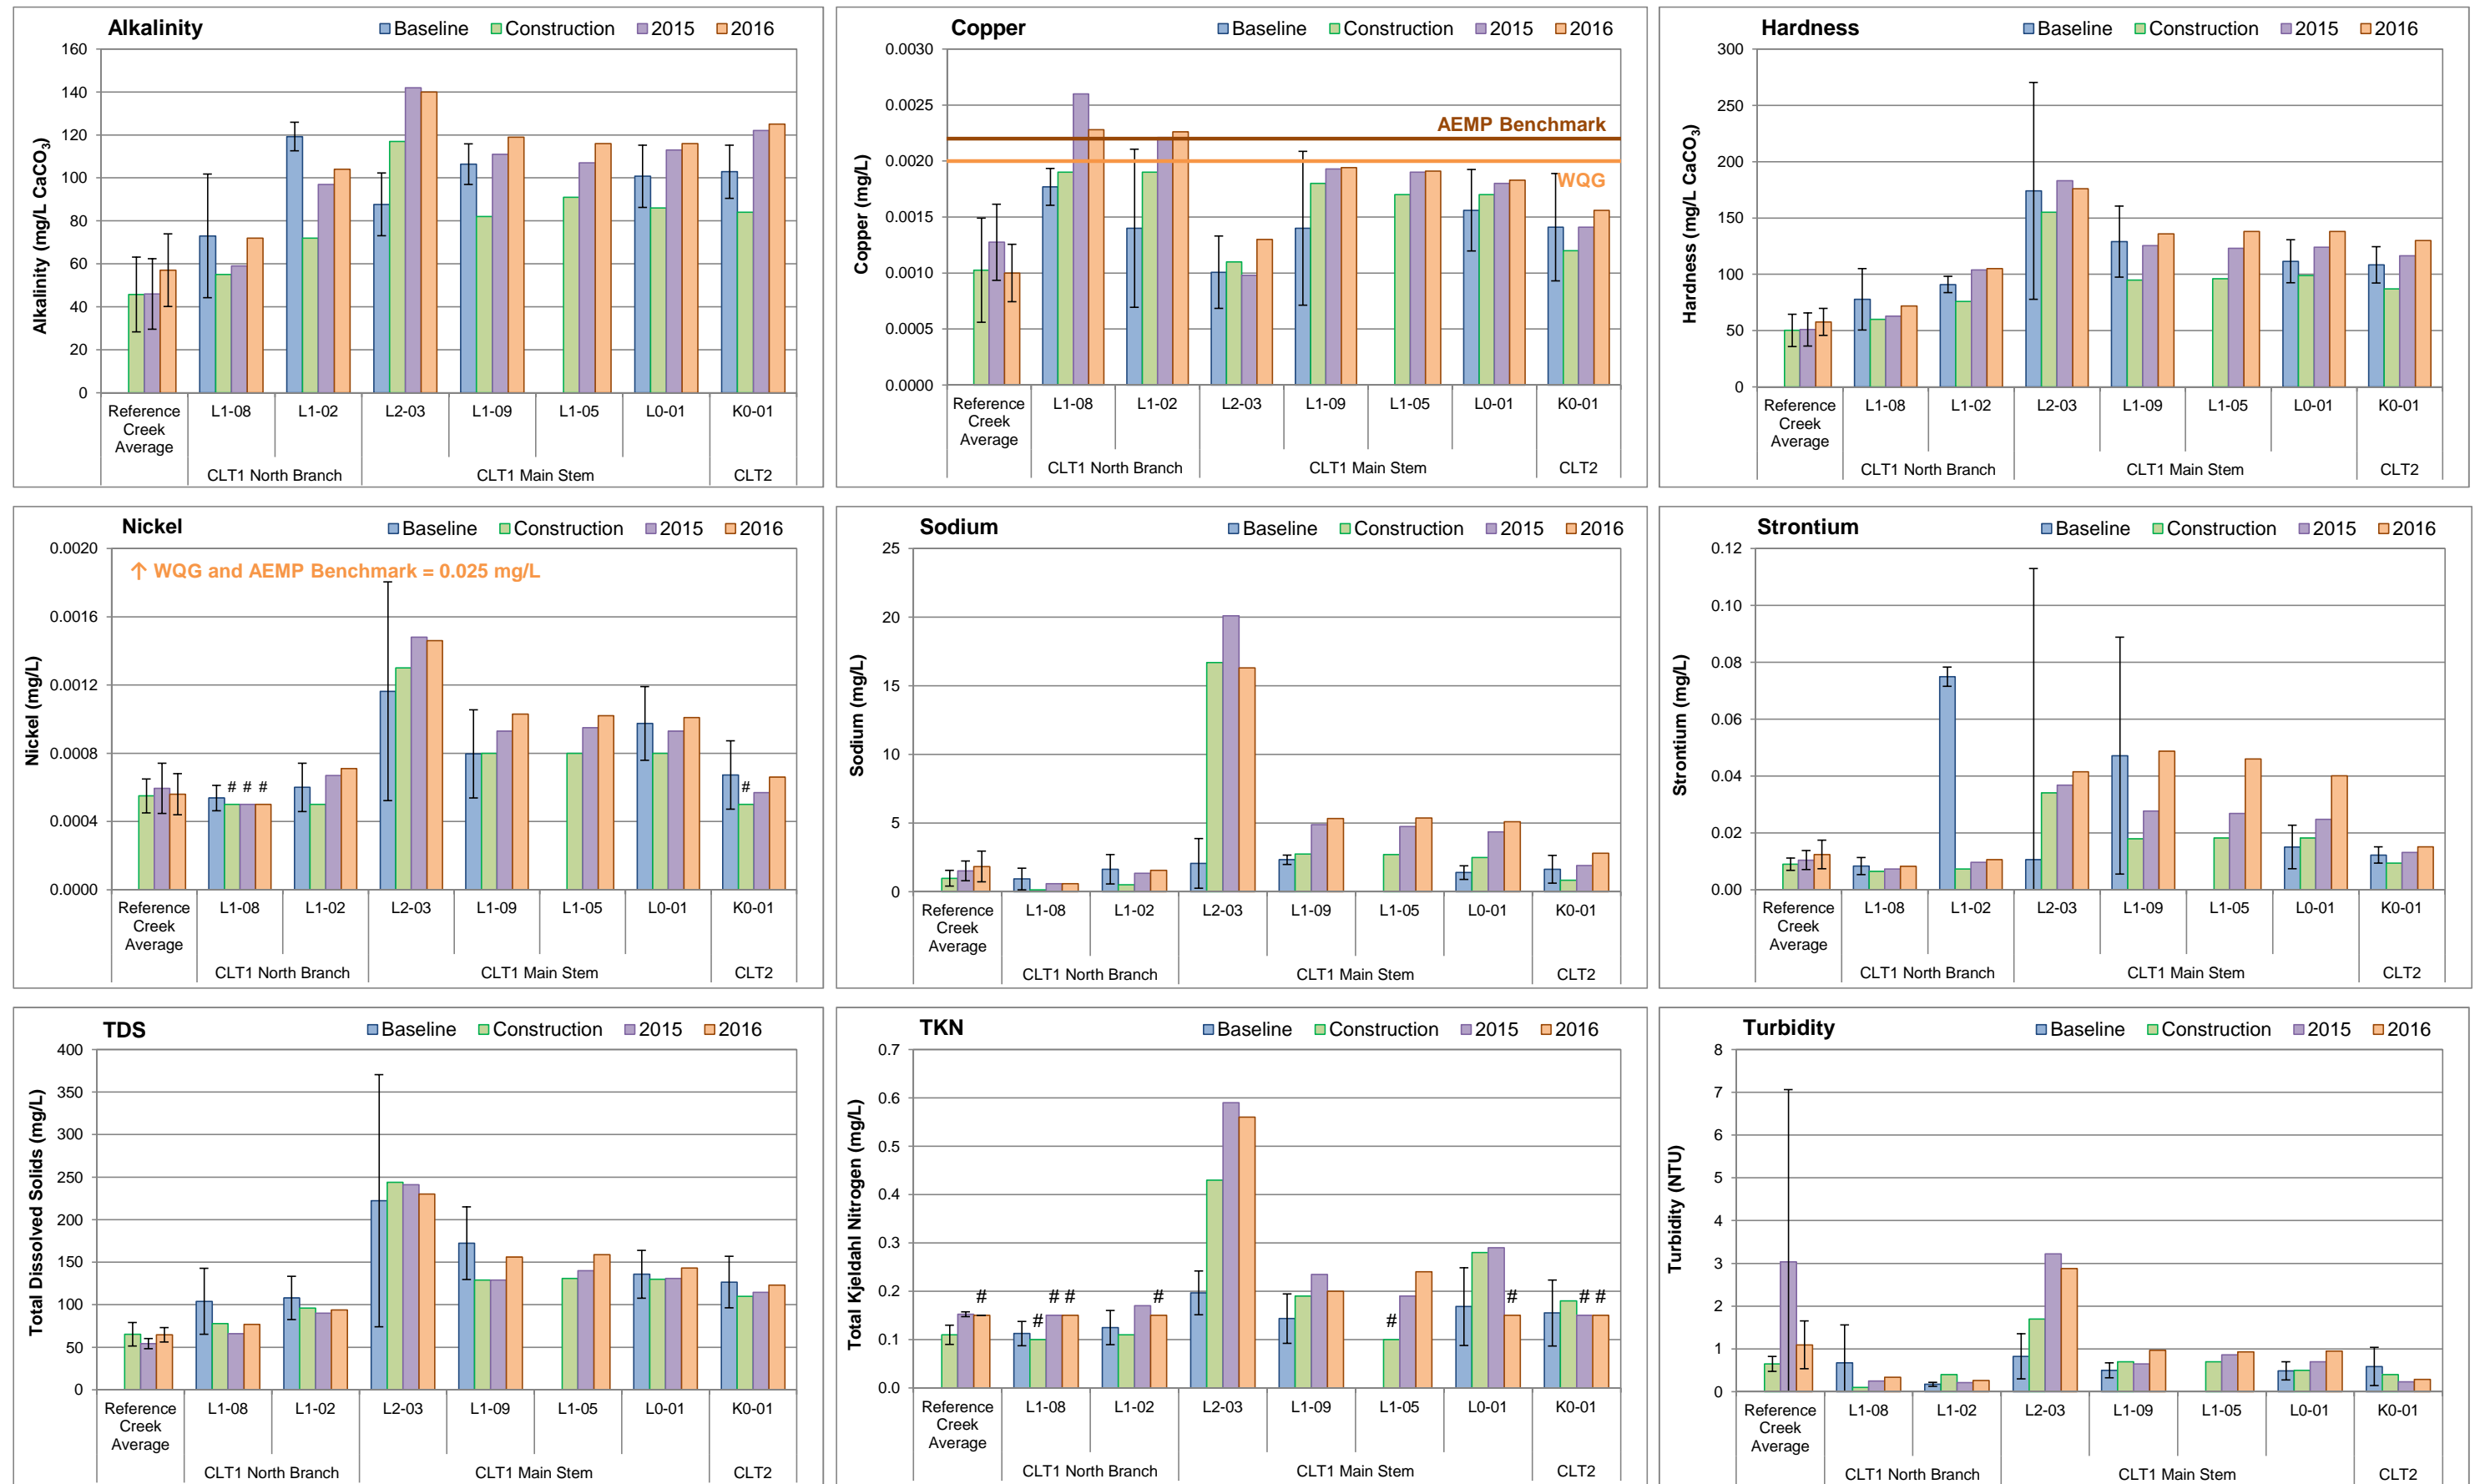 Alkalinity
Baseline Construction 2015 2016
Alkalinity (mg/L CaCO₃)
160
140
120
100
80
60
40
20
0
Reference Creek Average L1-08 L1-02 L2-03 L1-09 L1-05 L0-01 K0-01
CLT1 North Branch CLT1 Main Stem CLT2
Copper
Baseline Construction 2015 2016
Copper (mg/L)
0.0030
0.0025
0.0020
0.0015
0.0010
0.0005
0.0000
AEMP Benchmark
WQG
Reference Creek Average L1-08 L1-02 L2-03 L1-09 L1-05 L0-01 K0-01
CLT1 North Branch CLT1 Main Stem CLT2
Hardness
Baseline Construction 2015 2016
Hardness (mg/L CaCO₃)
300
250
200
150
100
50
0
Reference Creek Average L1-08 L1-02 L2-03 L1-09 L1-05 L0-01 K0-01
CLT1 North Branch CLT1 Main Stem CLT2
Nickel
Baseline Construction 2015 2016
Nickel (mg/L)
0.0020
0.0016
0.0012
0.0008
0.0004
0.0000
↑ WQG and AEMP Benchmark = 0.025 mg/L
# # # #
Reference Creek Average L1-08 L1-02 L2-03 L1-09 L1-05 L0-01 K0-01
CLT1 North Branch CLT1 Main Stem CLT2
Sodium
Baseline Construction 2015 2016
Sodium (mg/L)
25
20
15
10
5
0
Reference Creek Average L1-08 L1-02 L2-03 L1-09 L1-05 L0-01 K0-01
CLT1 North Branch CLT1 Main Stem CLT2
Strontium
Baseline Construction 2015 2016
Strontium (mg/L)
0.12
0.10
0.08
0.06
0.04
0.02
0.00
Reference Creek Average L1-08 L1-02 L2-03 L1-09 L1-05 L0-01 K0-01
CLT1 North Branch CLT1 Main Stem CLT2
TDS
Baseline Construction 2015 2016
Total Dissolved Solids (mg/L)
400
350
300
250
200
150
100
50
0
Reference Creek Average L1-08 L1-02 L2-03 L1-09 L1-05 L0-01 K0-01
CLT1 North Branch CLT1 Main Stem CLT2
TKN
Baseline Construction 2015 2016
Total Kjeldahl Nitrogen (mg/L)
0.7
0.6
0.5
0.4
0.3
0.2
0.1
0.0
# # # # # # # # #
Reference Creek Average L1-08 L1-02 L2-03 L1-09 L1-05 L0-01 K0-01
CLT1 North Branch CLT1 Main Stem CLT2
Turbidity
Baseline Construction 2015 2016
Turbidity (NTU)
8
7
6
5
4
3
2
1
0
Reference Creek Average L1-08 L1-02 L2-03 L1-09 L1-05 L0-01 K0-01
CLT1 North Branch CLT1 Main Stem CLT2